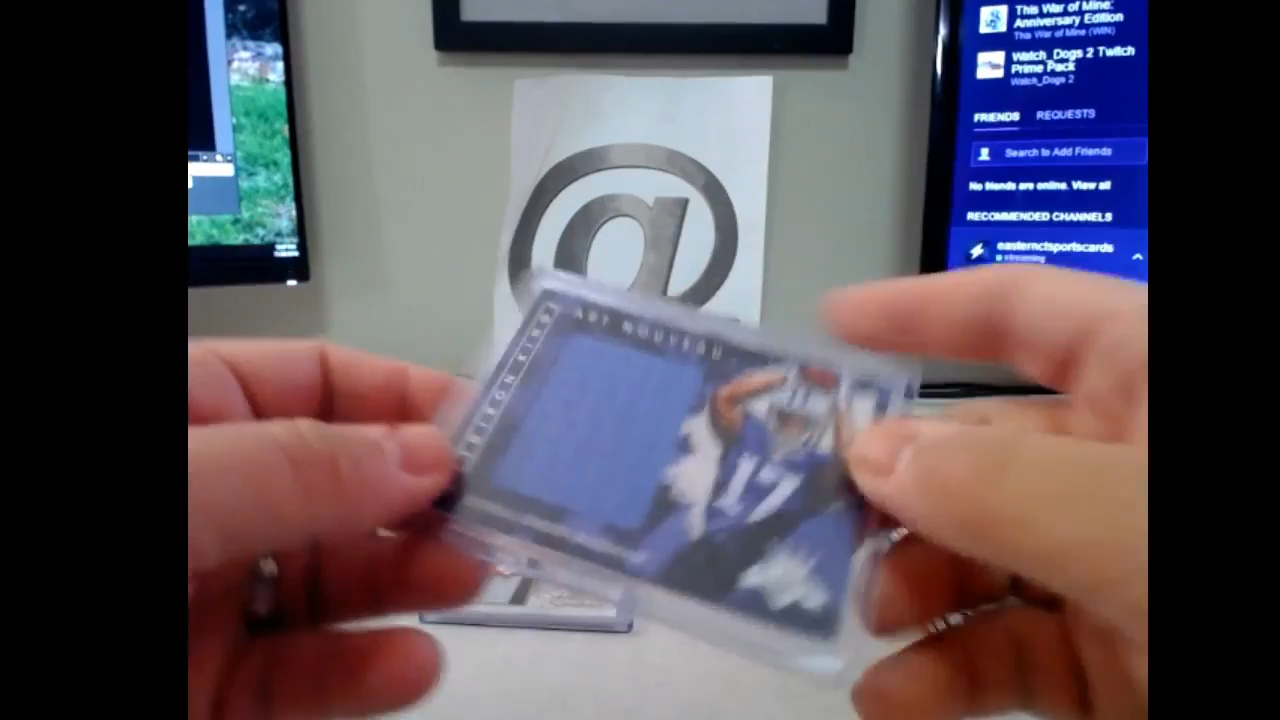 This War of Mine:
Anniversary Edition
This War of Mine (WIN)
Watch_Dogs 2 Twitch
Prime Pack
Watch_Dogs 2
FRIENDS REQUESTS
Search to Add Friends
No friends are online. View all
RECOMMENDED CHANNELS
easternctsportscards
streaming
@
ART NOUVEAU
17